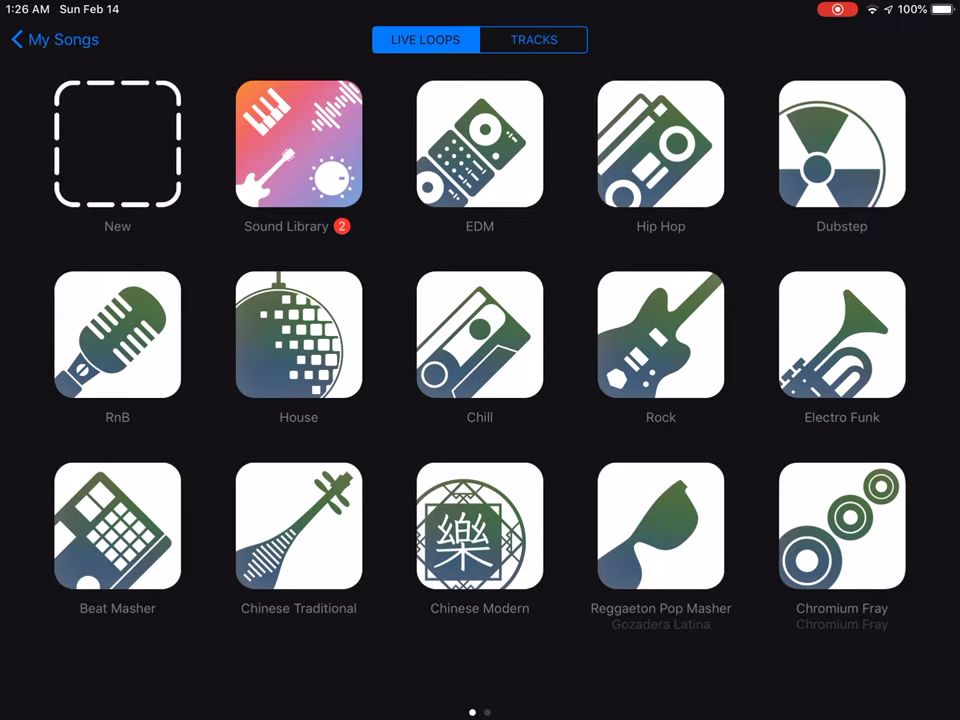 1:26 AM Sun Feb 14
100%
My Songs
LIVE LOOPS
TRACKS
New
Sound Library 2
EDM
Hip Hop
Dubstep
RnB
House
Chill
Rock
Electro Funk
樂
Beat Masher
Chinese Traditional
Chinese Modern
Reggaeton Pop Masher
Gozadera Latina
Chromium Fray
Chromium Fray